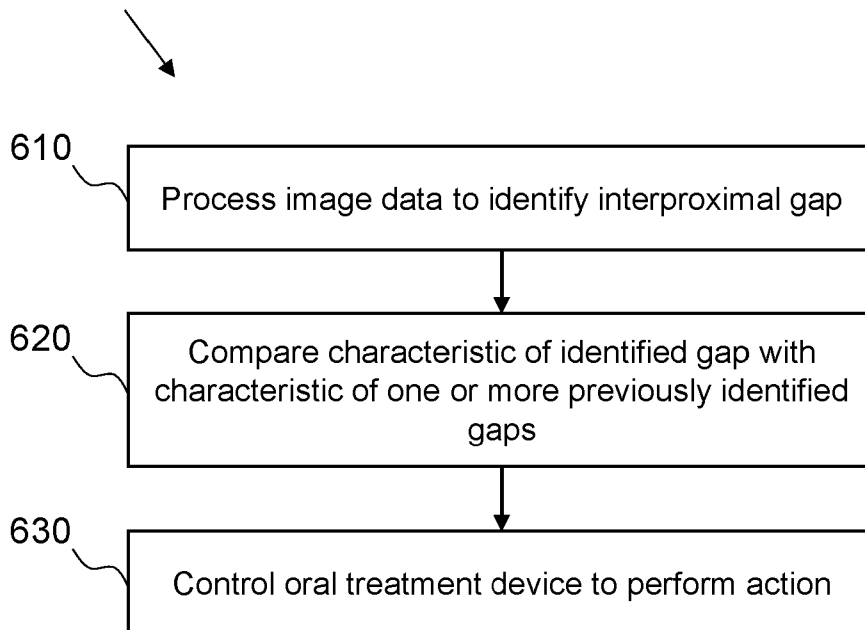 610
Process image data to identify interproximal gap
620
Compare characteristic of identified gap with
characteristic of one or more previously identified
gaps
630
Control oral treatment device to perform action